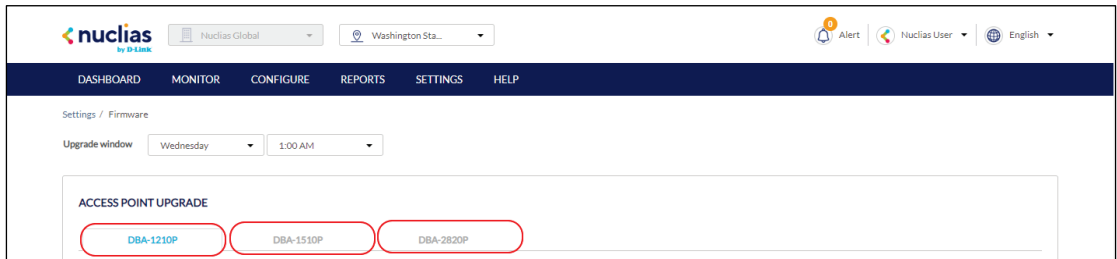 nuclias
by D-Link
Nuclias Global
Washington Sta...
0
Alert
Nuclias User
English
DASHBOARD MONITOR CONFIGURE REPORTS SETTINGS HELP
Settings / Firmware
Upgrade window Wednesday 1:00 AM
ACCESS POINT UPGRADE
DBA-1210P DBA-1510P DBA-2820P